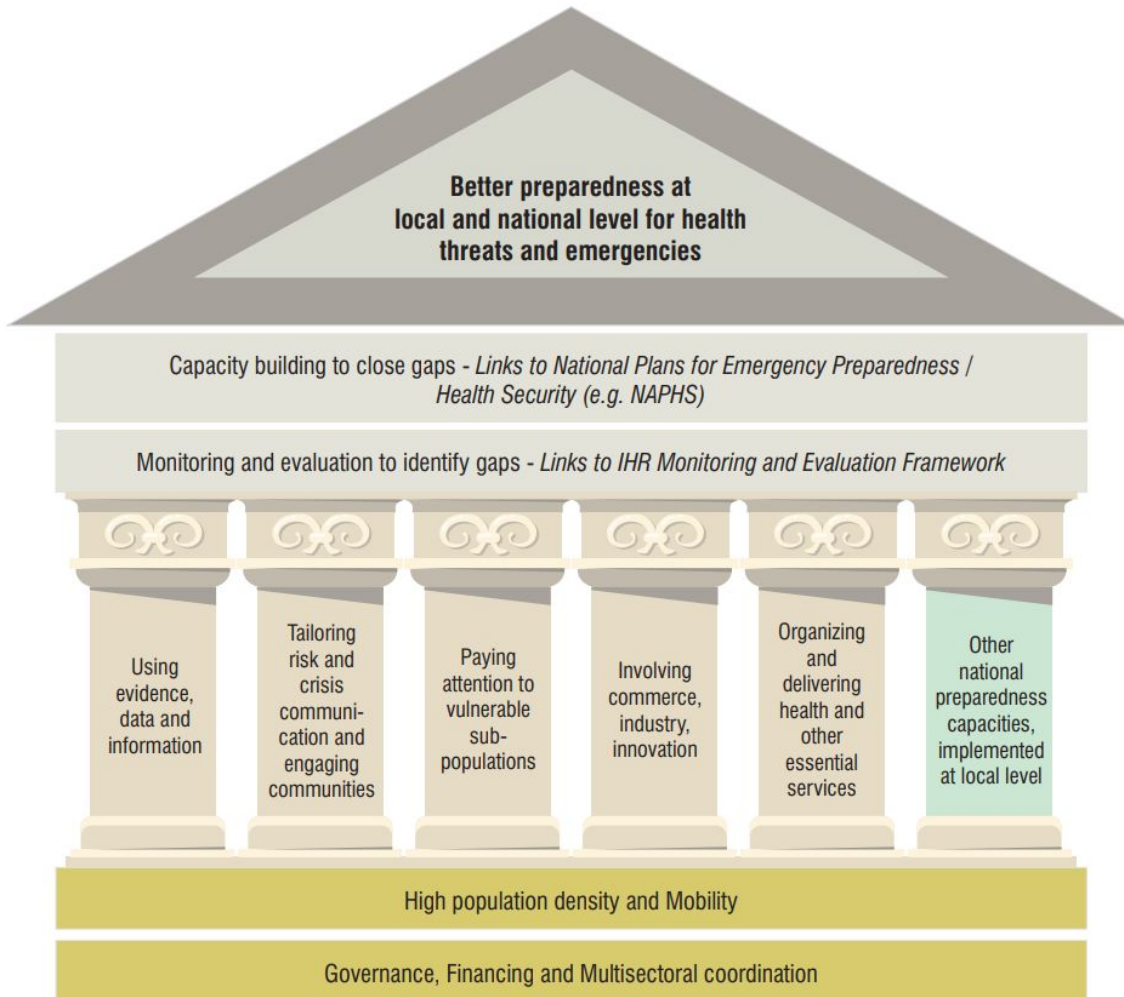 Better preparedness at
local and national level for health
threats and emergencies
Capacity building to close gaps - Links to National Plans for Emergency Preparedness /
Health Security (e.g. NAPHS)
Monitoring and evaluation to identify gaps - Links to IHR Monitoring and Evaluation Framework
Using
evidence,
data and
information
Tailoring
risk and
crisis
communi-
cation and
engaging
communities
Paying
attention to
vulnerable
sub-
populations
Involving
commerce,
industry,
innovation
Organizing
and
delivering
health and
other
essential
services
Other
national
preparedness
capacities,
implemented
at local level
High population density and Mobility
Governance, Financing and Multisectoral coordination